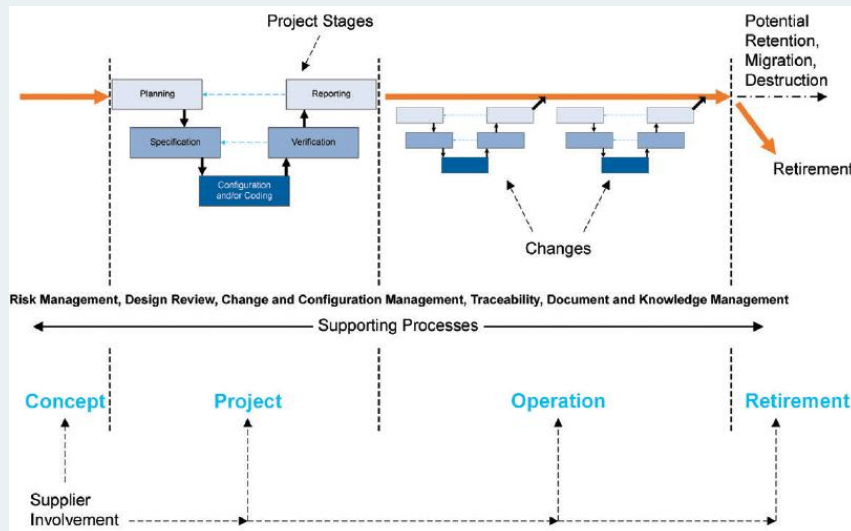 Project Stages
Potential
Retention,
Migration,
Destruction
Planning
Reporting
Specification
Verification
Configuration
and/or Coding
Retirement
Changes
Risk Management, Design Review, Change and Configuration Management, Traceability, Document and Knowledge Management
Supporting Processes
Concept
Project
Operation
Retirement
Supplier
Involvement